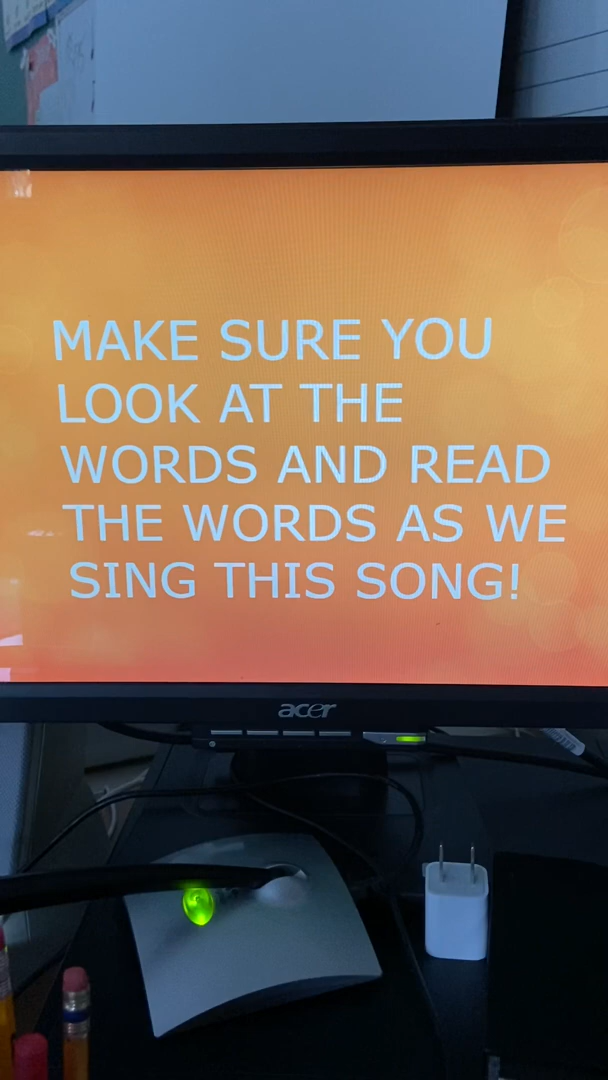 MAKE SURE YOU
LOOK AT THE
WORDS AND READ
THE WORDS AS WE
SING THIS SONG!
acer